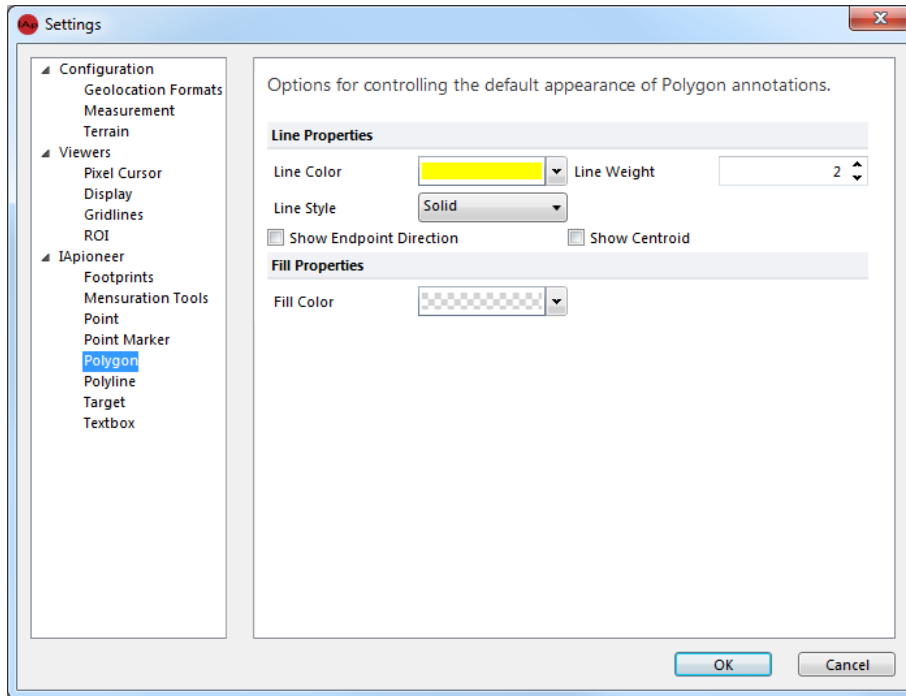 IAp Settings
Configuration
Geolocation Formats
Measurement
Terrain
Viewers
Pixel Cursor
Display
Gridlines
ROI
IApioneer
Footprints
Mensuration Tools
Point
Point Marker
Polygon
Polyline
Target
Textbox
Options for controlling the default appearance of Polygon annotations.
Line Properties
Line Color Line Weight 2
Line Style Solid
Show Endpoint Direction Show Centroid
Fill Properties
Fill Color
OK Cancel